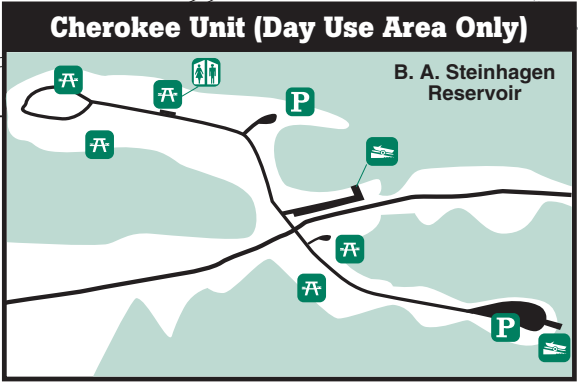 Cherokee Unit (Day Use Area Only)
B. A. Steinhagen
Reservoir
P
P